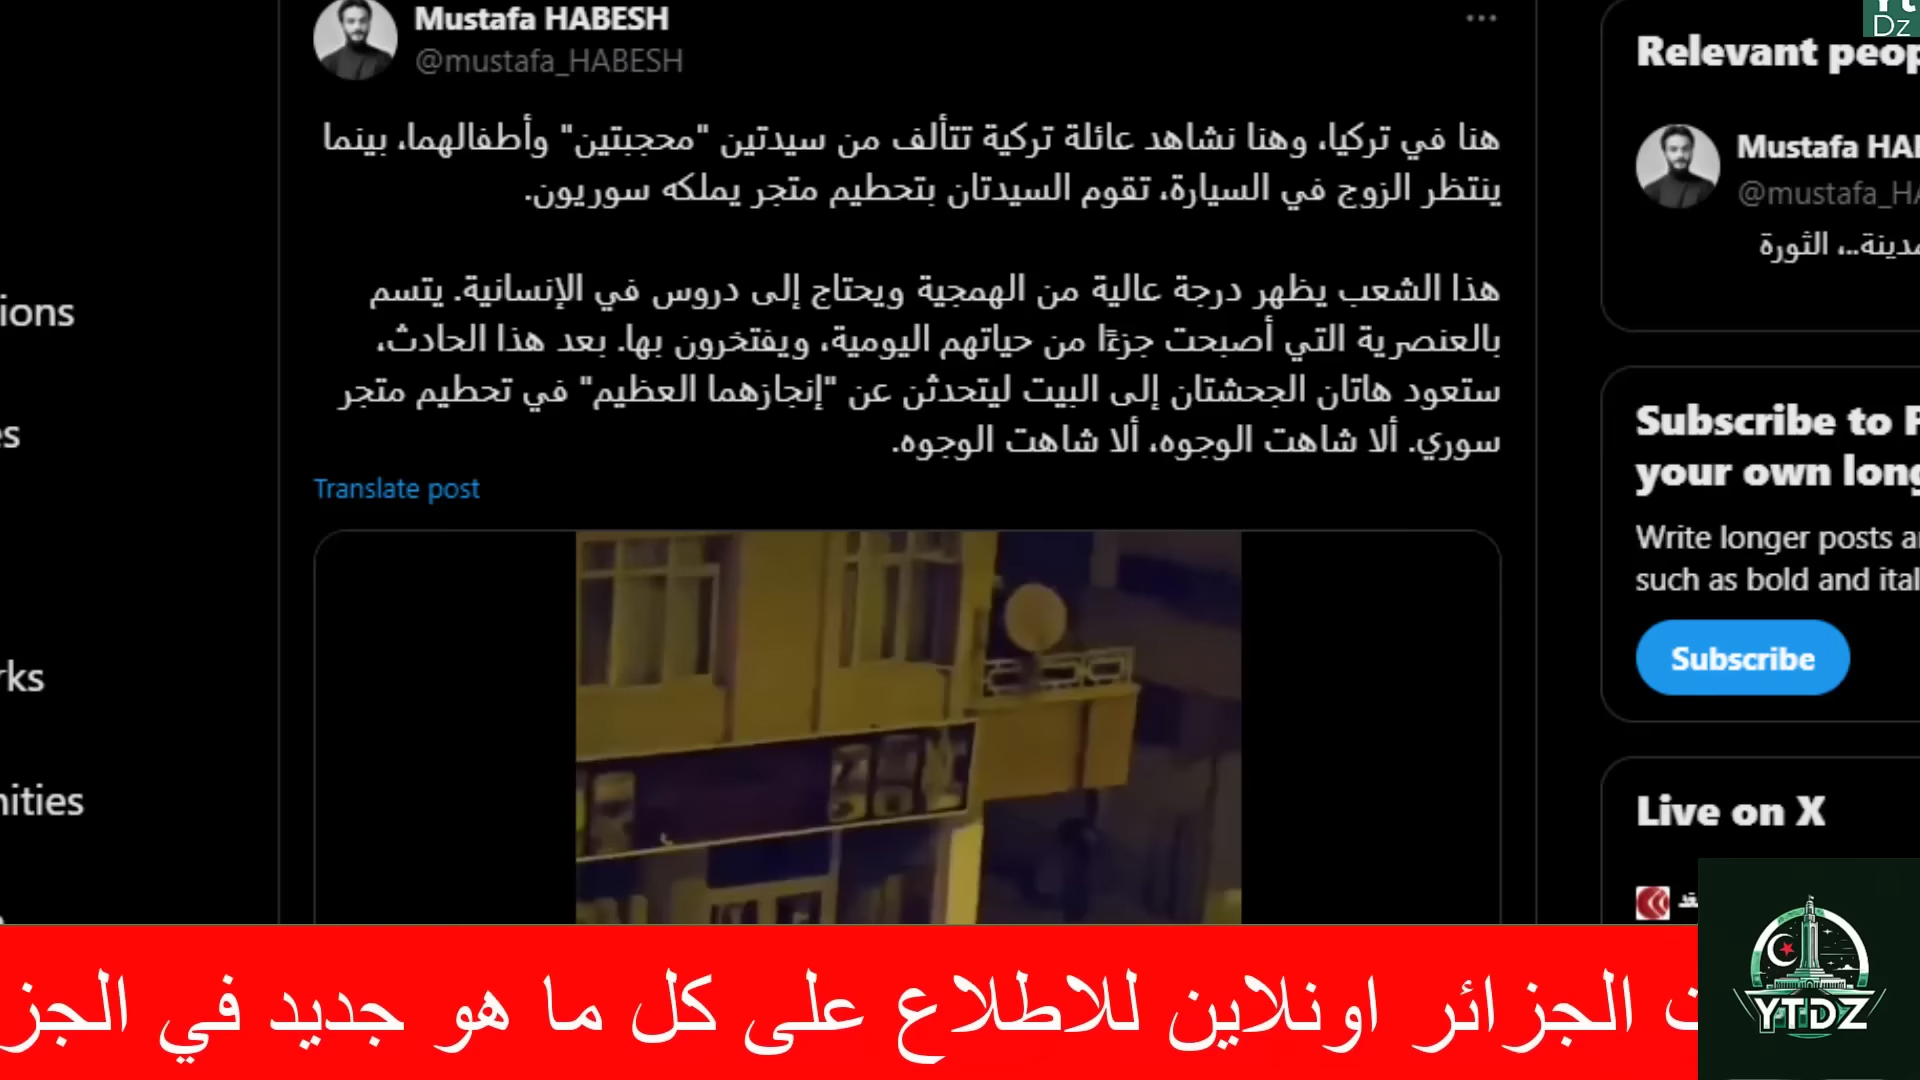 Mustafa HABESH
@mustafa_HABESH
هنا في تركيا، وهنا نشاهد عائلة تركية تتألف من سيدتين "محجبتين" وأطفالهما، بينما
ينتظر الزوج في السيارة، تقوم السيدتان بتحطيم متجر يملكه سوريون.
هذا الشعب يظهر درجة عالية من الهمجية ويحتاج إلى دروس في الإنسانية. يتسم
بالعنصرية التي أصبحت جزءًا من حياتهم اليومية، ويفتخرون بها. بعد هذا الحادث،
ستعود هاتان الجحشتان إلى البيت ليتحدثن عن "إنجازهما العظيم" في تحطيم متجر
سوري. ألا شاهت الوجوه، ألا شاهت الوجوه.
Translate post
ions
es
rks
nities
Dz
Relevant peop
Mustafa HA
@mustafa_HA
الثورة
Subscribe to
your own long
Write longer posts
such as bold and ital
Subscribe
Live on X
ت الجزائر اونلاين للاطلاع على كل ما هو جديد في الجز
YTDZ